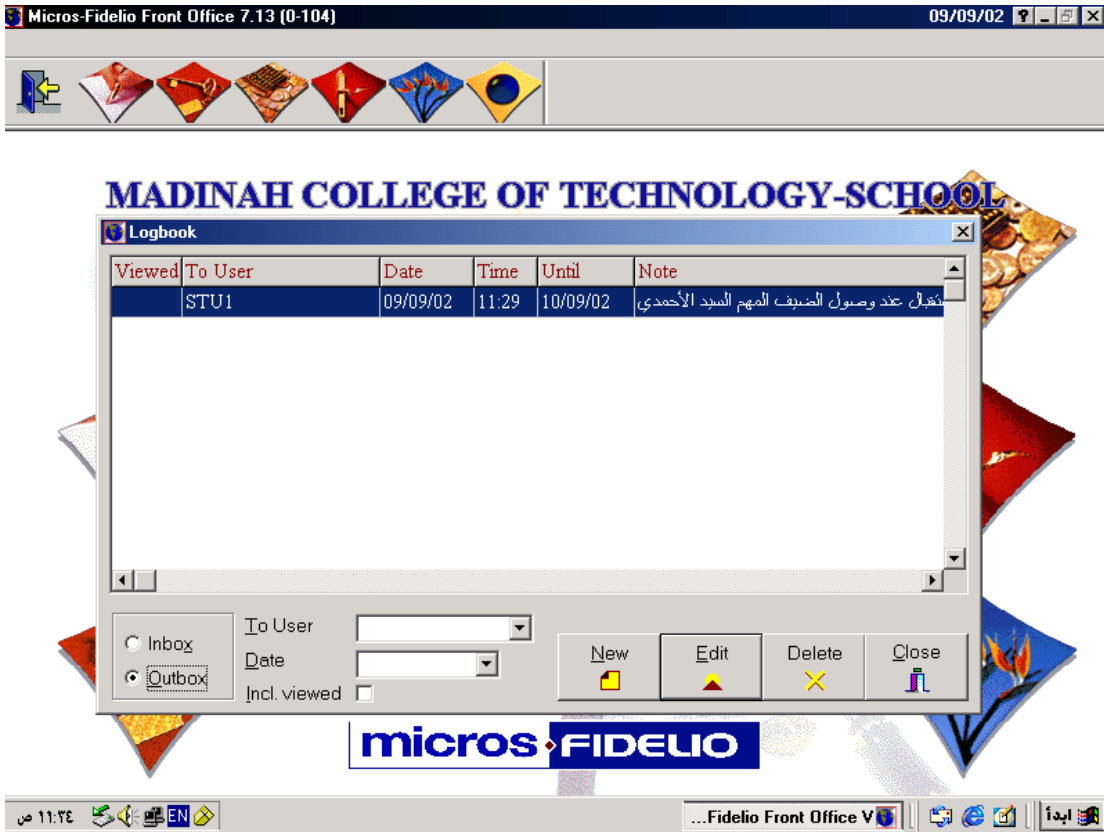 Micros-Fidelio Front Office 7.13 (0-104) 09/09/02
MADINAH COLLEGE OF TECHNOLOGY-SCHOOL
Logbook
Viewed To User Date Time Until Note
STU1 09/09/02 11:29 10/09/02 عند وصول الضيف المهم السيد الأحمدي
Inbox
Outbox
To User
Date
Incl. viewed
New Edit Delete Close
micros FIDELIO
١١:٣٤ ص EN ...Fidelio Front Office V ابدأ